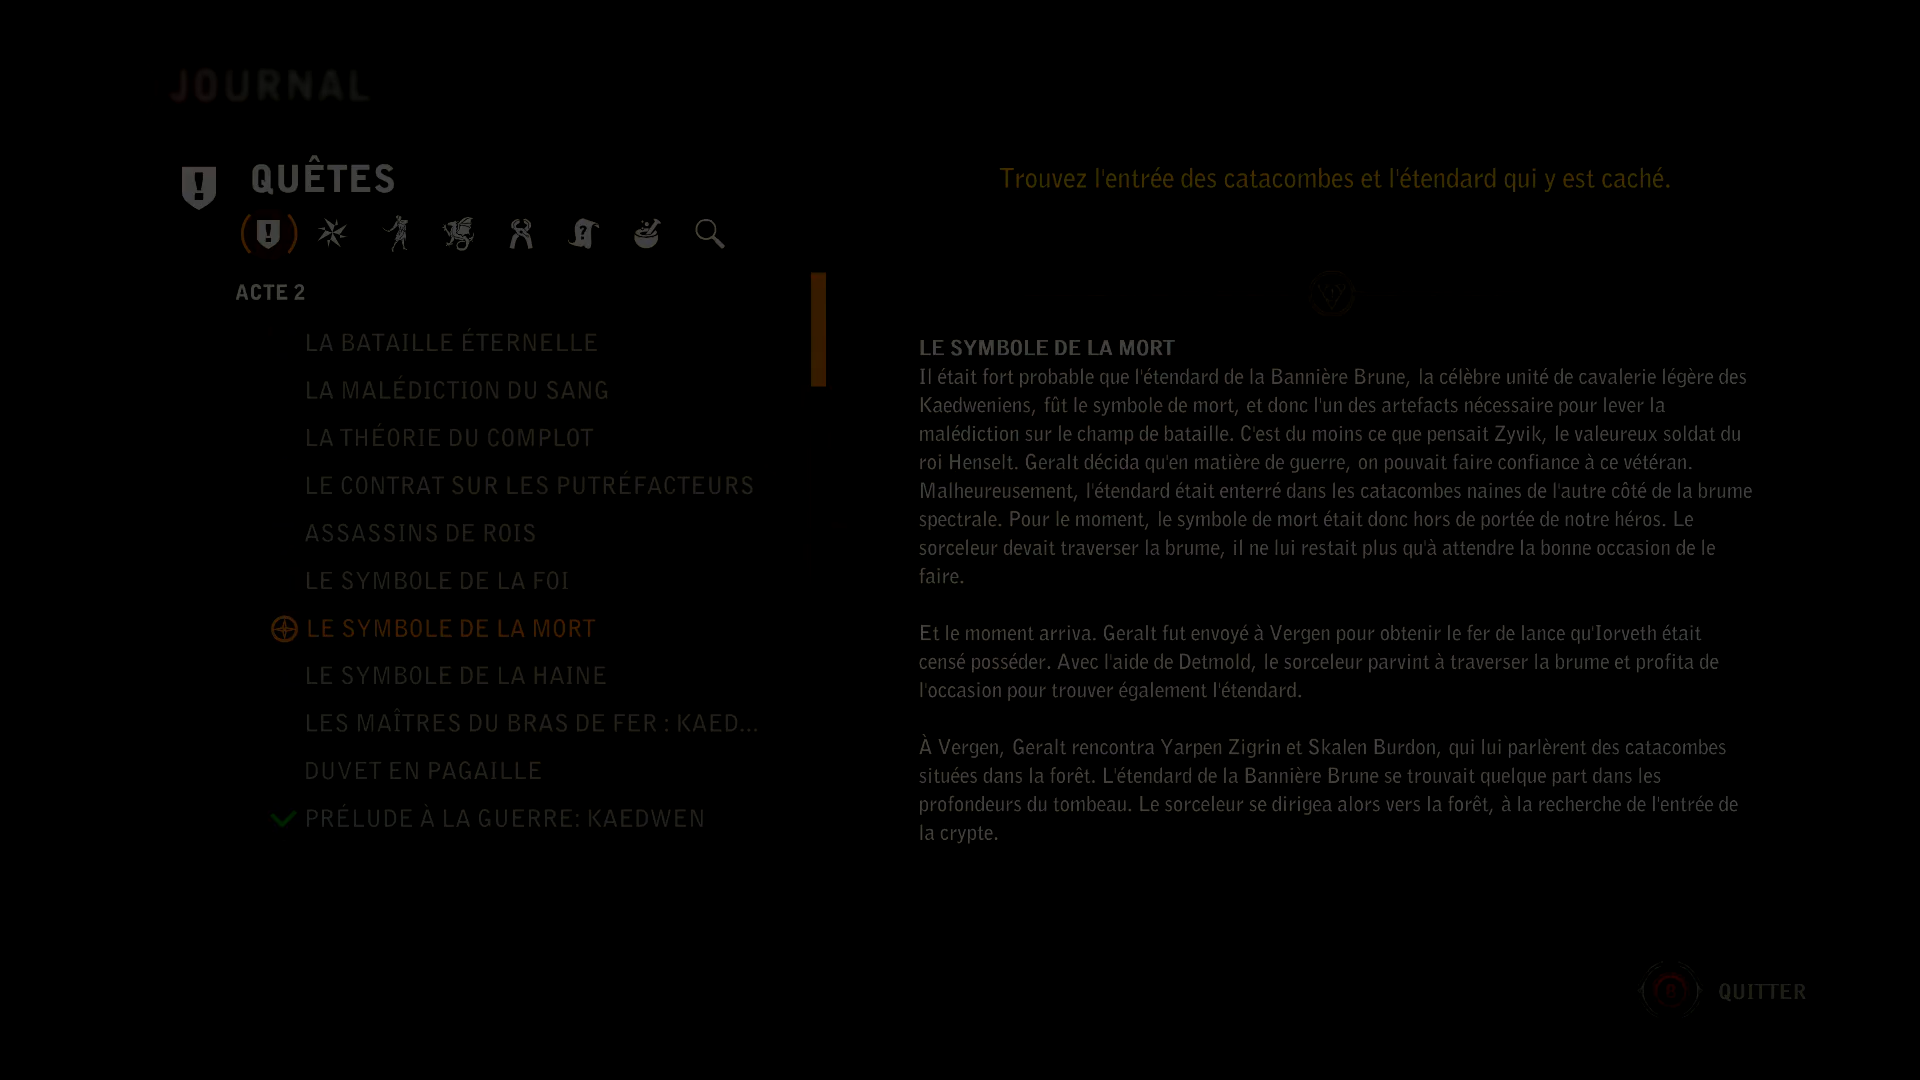 JOURNAL
QUÊTES
ACTE 2
LA BATAILLE ÉTERNELLE
LA MALÉDICTION DU SANG
LA THÉORIE DU COMPLOT
LE CONTRAT SUR LES PUTRÉFACTEURS
ASSASSINS DE ROIS
LE SYMBOLE DE LA FOI
LE SYMBOLE DE LA MORT
LE SYMBOLE DE LA HAINE
LES MAÎTRES DU BRAS DE FER : KAED...
DUVET EN PAGAILLE
PRÉLUDE À LA GUERRE: KAEDWEN
Trouvez l'entrée des catacombes et l'étendard qui y est caché.
LE SYMBOLE DE LA MORT
Il était fort probable que l'étendard de la Bannière Brune, la célèbre unité de cavalerie légère des
Kaedweniens, fût le symbole de mort, et donc l'un des artefacts nécessaire pour lever la
malédiction sur le champ de bataille. C'est du moins ce que pensait Zyvik, le valeureux soldat du
roi Henselt. Geralt décida qu'en matière de guerre, on pouvait faire confiance à ce vétéran.
Malheureusement, l'étendard était enterré dans les catacombes naines de l'autre côté de la brume
spectrale. Pour le moment, le symbole de mort était donc hors de portée de notre héros. Le
sorceleur devait traverser la brume, il ne lui restait plus qu'à attendre la bonne occasion de le
faire.
Et le moment arriva. Geralt fut envoyé à Vergen pour obtenir le fer de lance qu'Iorveth était
censé posséder. Avec l'aide de Detmold, le sorceleur parvint à traverser la brume et profita de
l'occasion pour trouver également l'étendard.
À Vergen, Geralt rencontra Yarpen Zigrin et Skalen Burdon, qui lui parlèrent des catacombes
situées dans la forêt. L'étendard de la Bannière Brune se trouvait quelque part dans les
profondeurs du tombeau. Le sorceleur se dirigea alors vers la forêt, à la recherche de l'entrée de
la crypte.
QUITTER